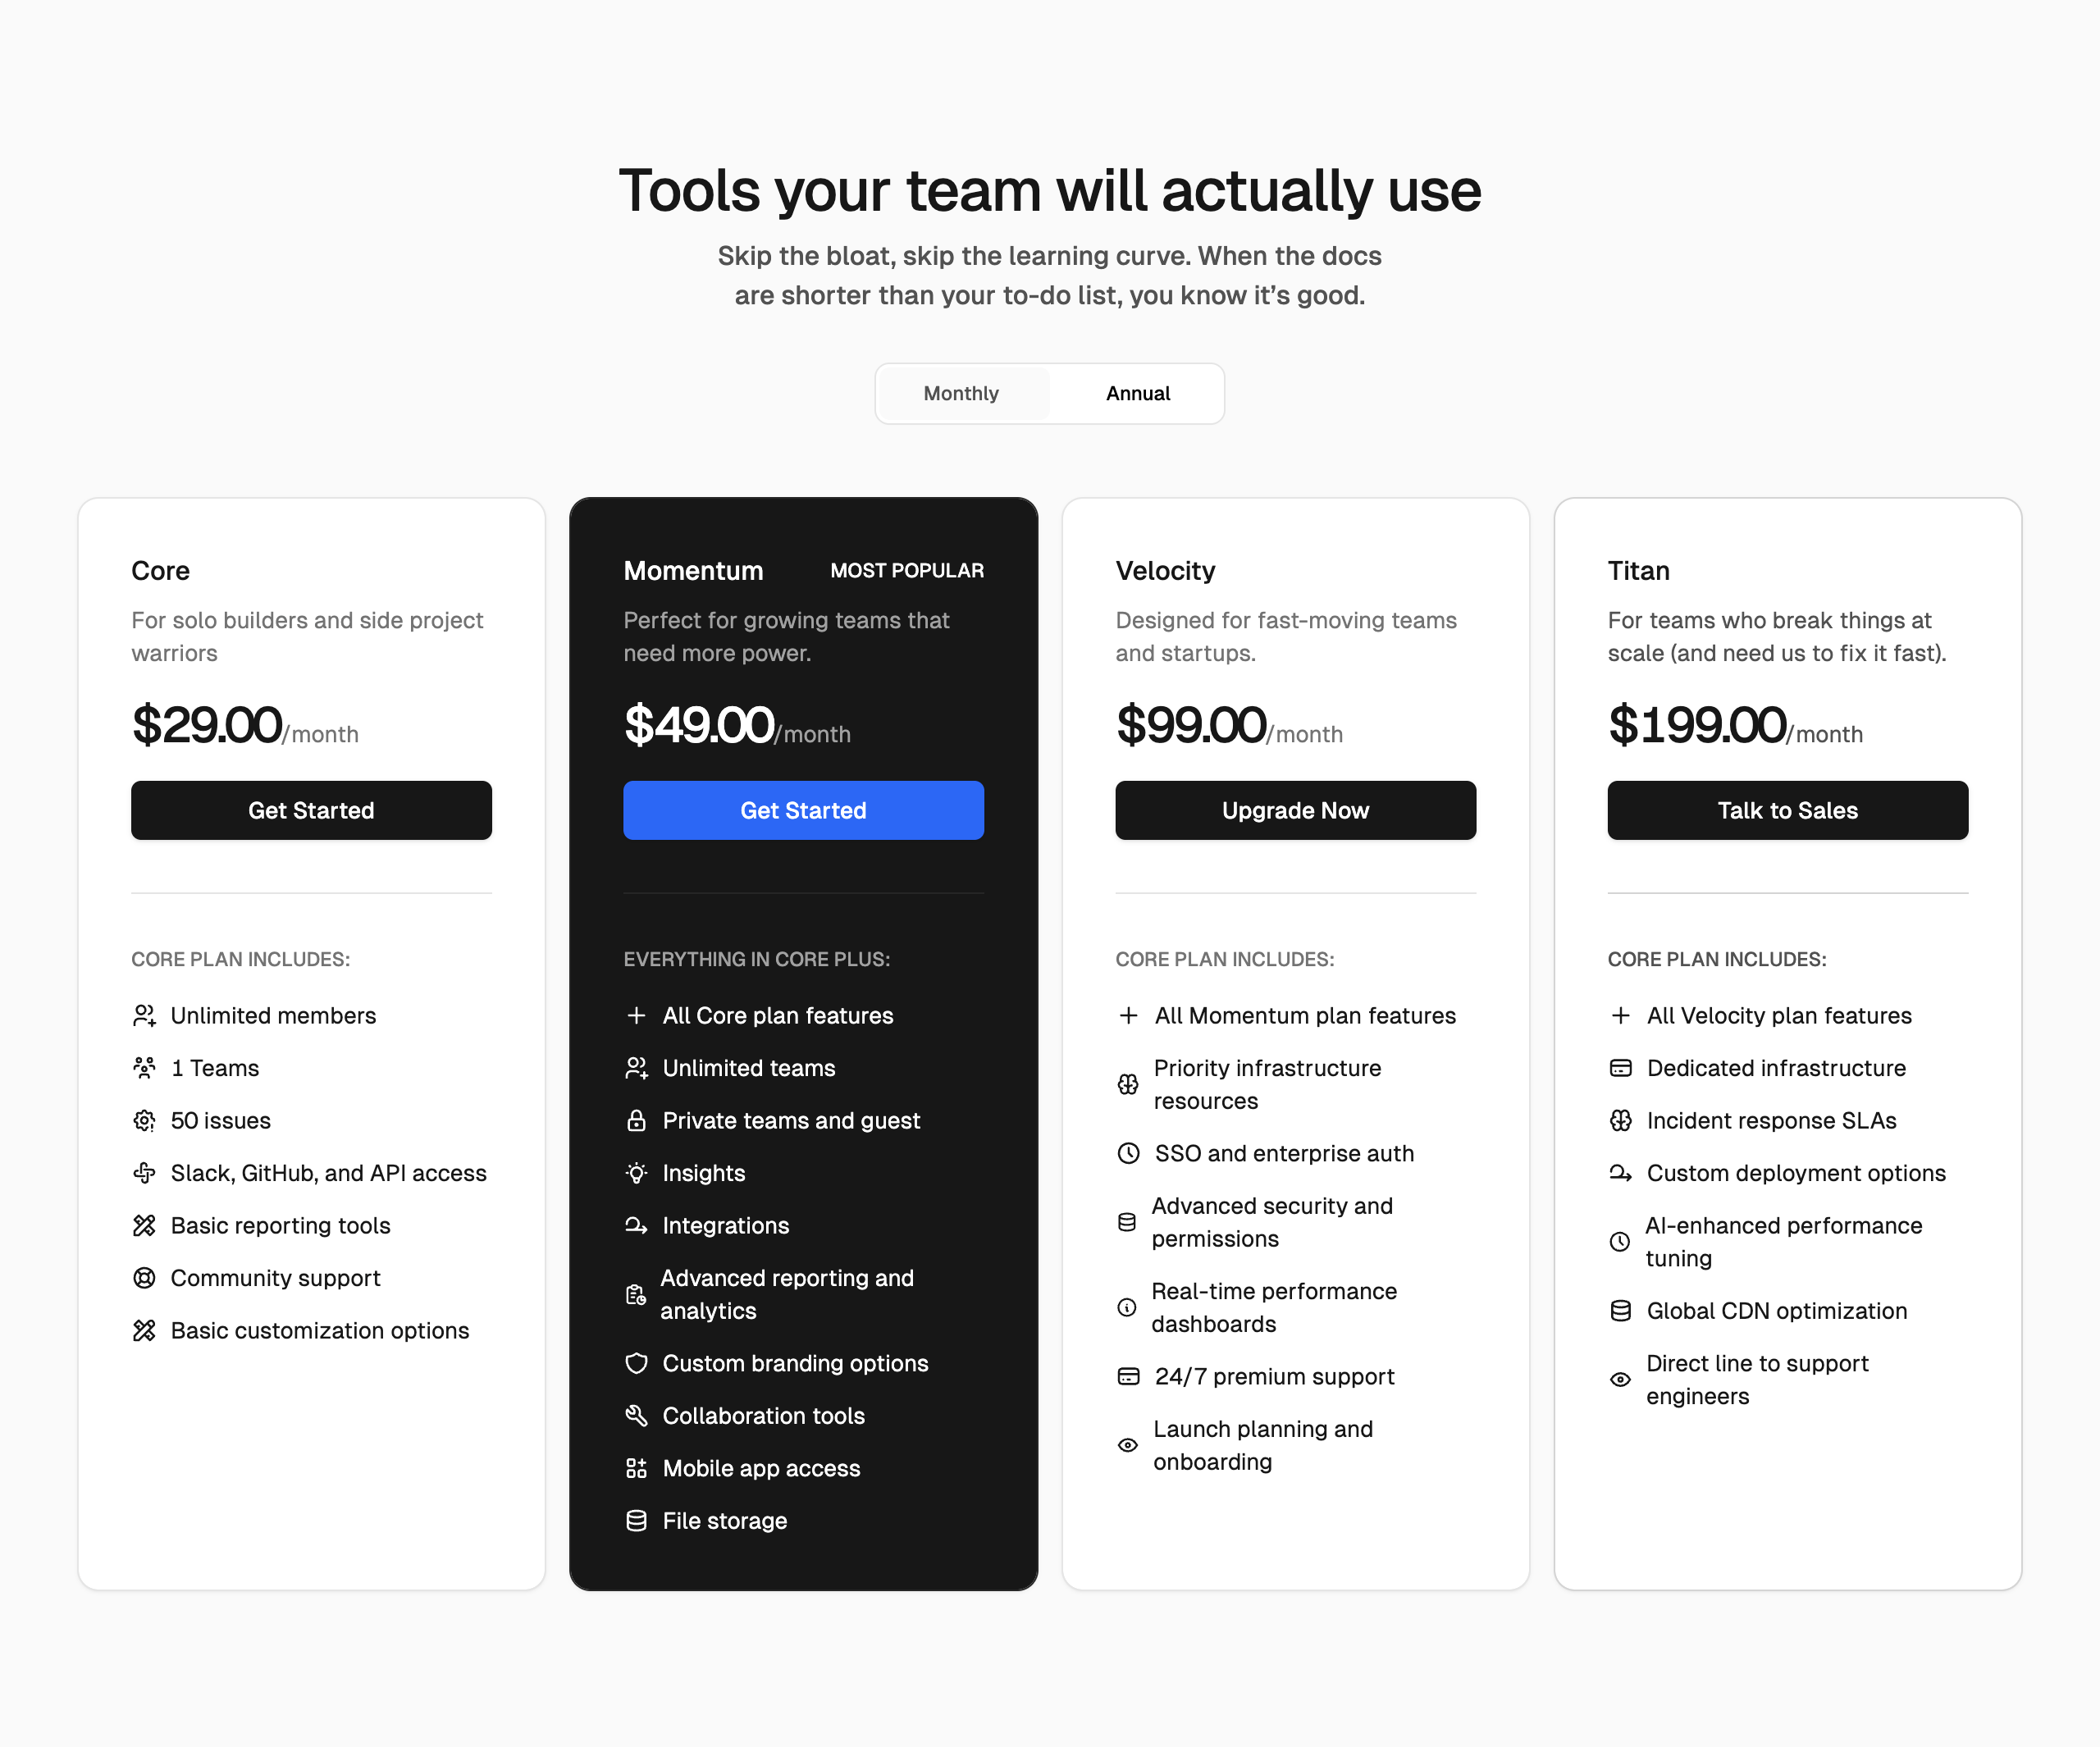 Tools your team will actually use
Skip the bloat, skip the learning curve. When the docs
are shorter than your to-do list, you know it’s good.
Monthly
Annual
Core
For solo builders and side project
warriors
$29.00/month
Get Started
CORE PLAN INCLUDES:
Unlimited members
1 Teams
50 issues
Slack, GitHub, and API access
Basic reporting tools
Community support
Basic customization options
Momentum
MOST POPULAR
Perfect for growing teams that
need more power.
$49.00/month
Get Started
EVERYTHING IN CORE PLUS:
All Core plan features
Unlimited teams
Private teams and guest
Insights
Integrations
Advanced reporting and
analytics
Custom branding options
Collaboration tools
Mobile app access
File storage
Velocity
Designed for fast-moving teams
and startups.
$99.00/month
Upgrade Now
CORE PLAN INCLUDES:
All Momentum plan features
Priority infrastructure
resources
SSO and enterprise auth
Advanced security and
permissions
Real-time performance
dashboards
24/7 premium support
Launch planning and
onboarding
Titan
For teams who break things at
scale (and need us to fix it fast).
$199.00/month
Talk to Sales
CORE PLAN INCLUDES:
All Velocity plan features
Dedicated infrastructure
Incident response SLAs
Custom deployment options
AI-enhanced performance
tuning
Global CDN optimization
Direct line to support
engineers